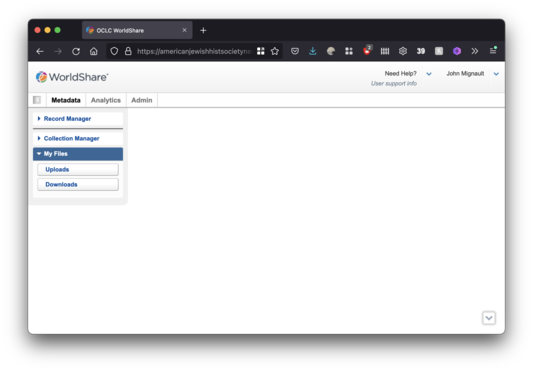 OCLC WorldShare
https://americanjewishhistsocietyne
2
39
WorldShare
Need Help?
John Mignault
User support info
Metadata
Analytics
Admin
Record Manager
Collection Manager
My Files
Uploads
Downloads